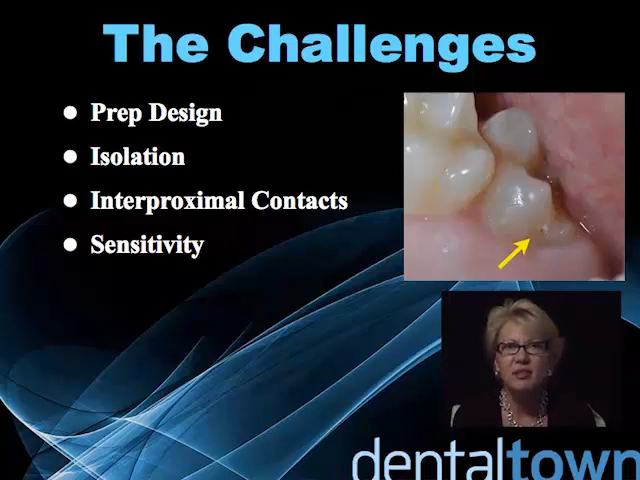 The Challenges
Prep Design
Isolation
Interproximal Contacts
Sensitivity
dentaltown